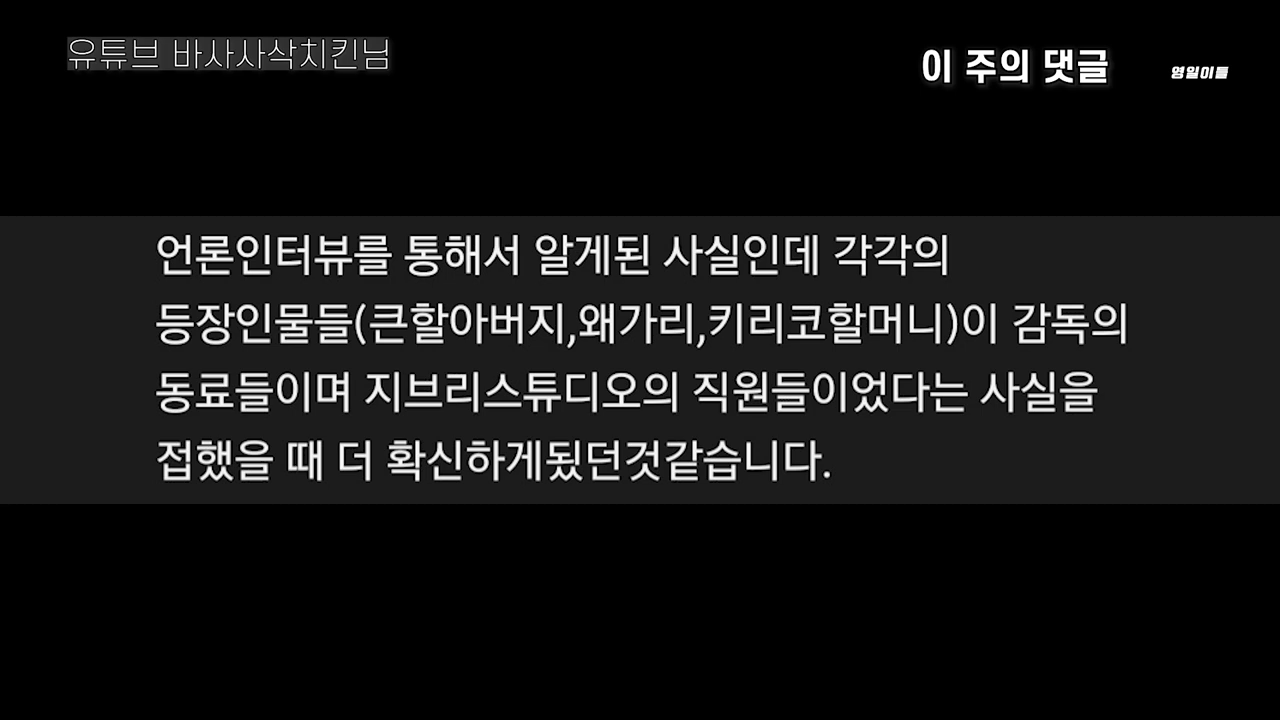 유튜브 바사사삭치킨님
이 주의 댓글
영일이들
언론인터뷰를 통해서 알게된 사실인데 각각의
등장인물들(큰할아버지,왜가리,키리코할머니)이 감독의
동료들이며 지브리스튜디오의 직원들이었다는 사실을
접했을 때 더 확신하게됬던것같습니다.